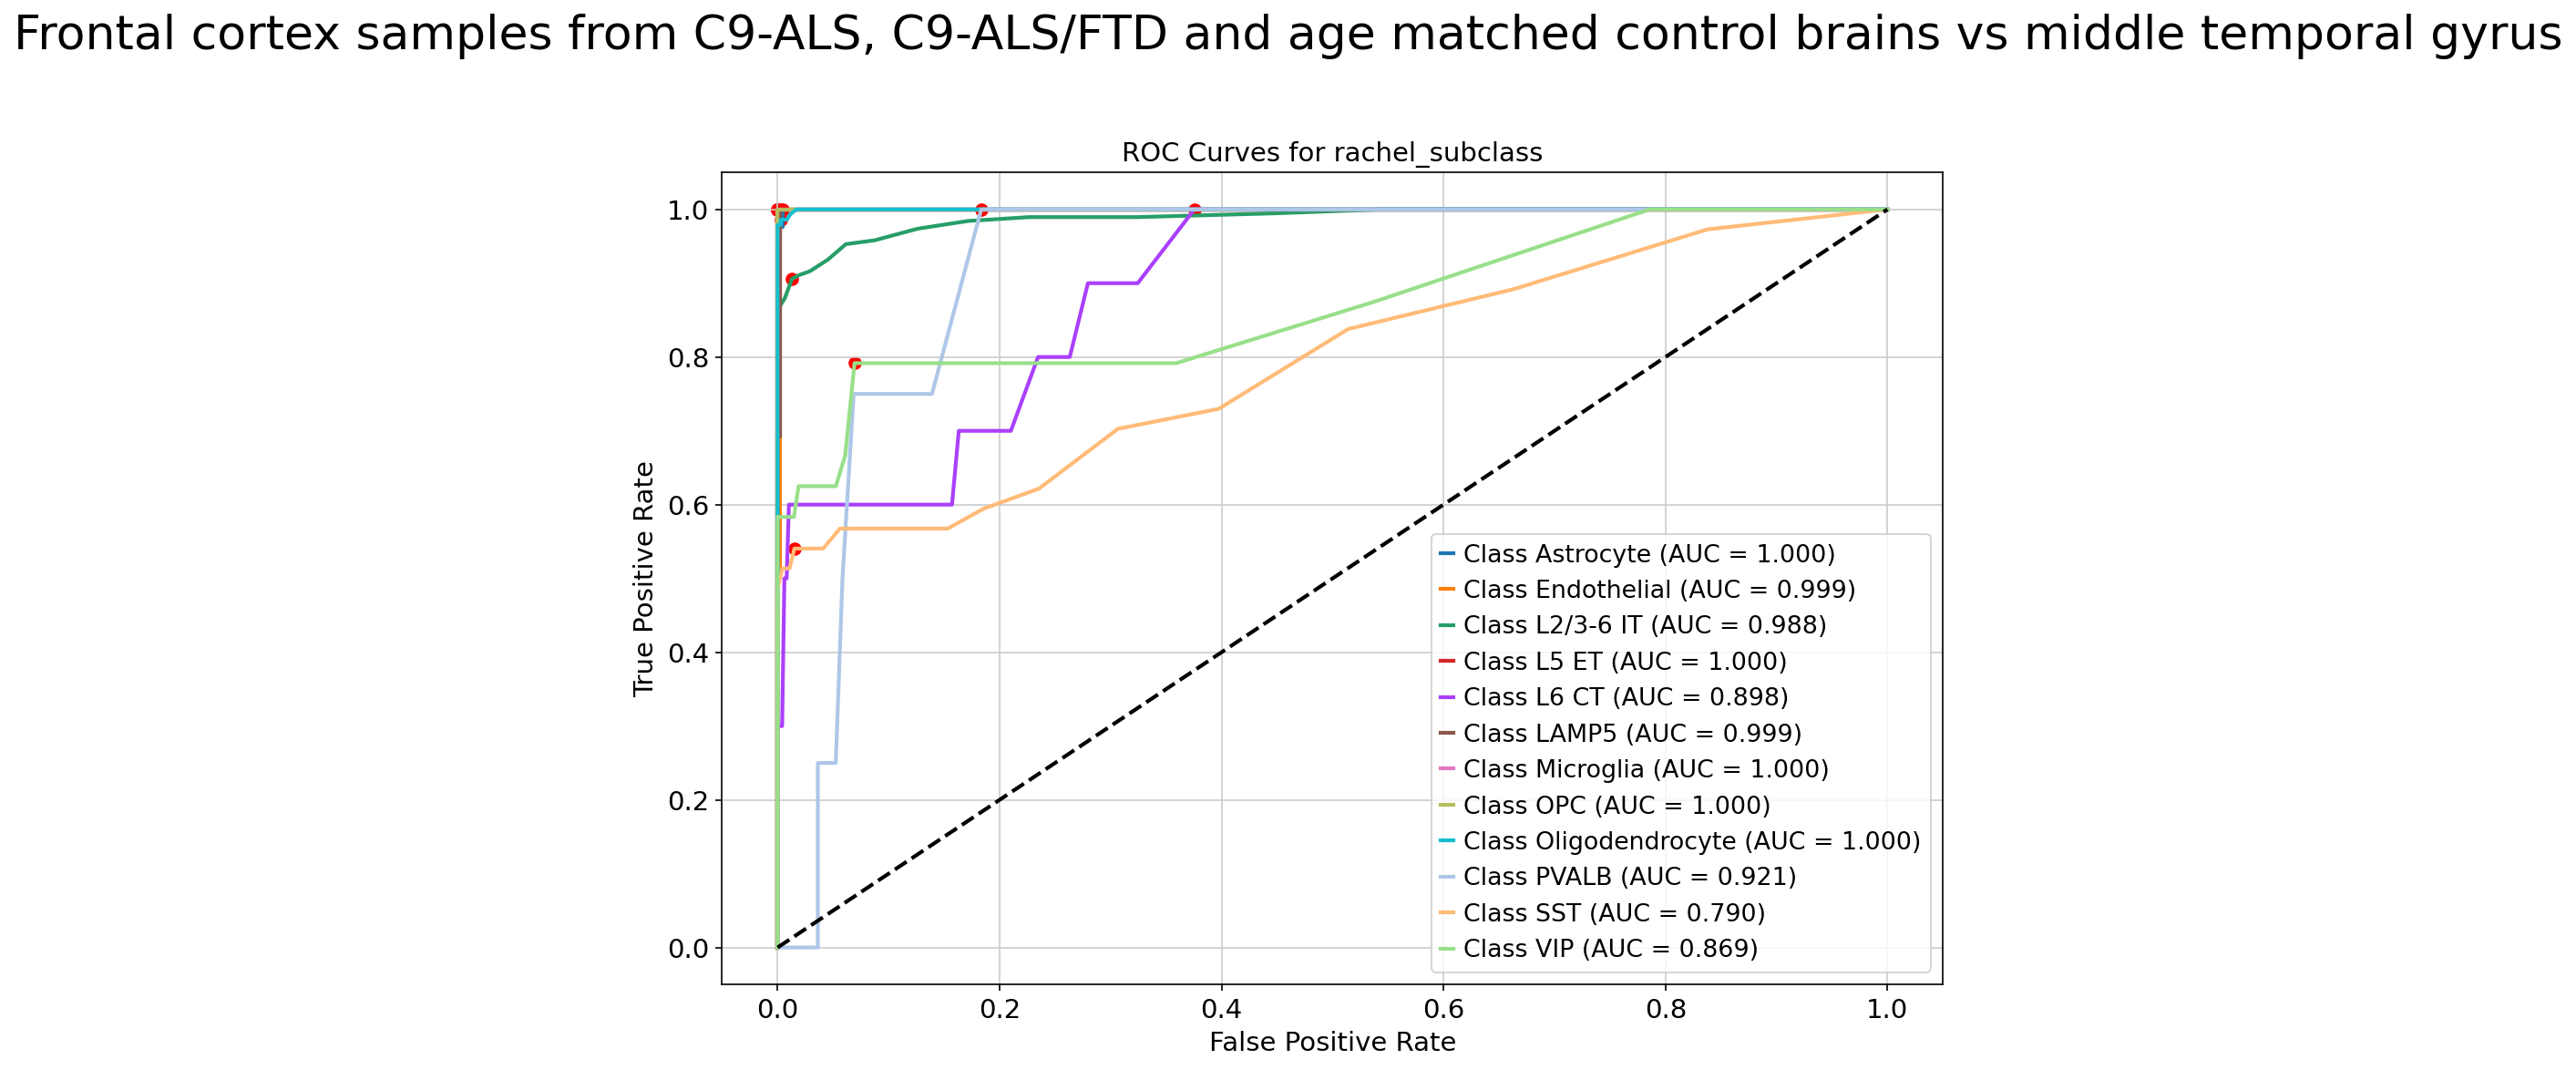 Frontal cortex samples from C9-ALS, C9-ALS/FTD and age matched control brains vs middle temporal gyrus
ROC Curves for rachel_subclass
1.0
0.8
0.6
0.4
0.2
0.0
True Positive Rate
Class Astrocyte (AUC = 1.000)
Class Endothelial (AUC = 0.999)
Class L2/3-6 IT (AUC = 0.988)
Class L5 ET (AUC = 1.000)
Class L6 CT (AUC = 0.898)
Class LAMP5 (AUC = 0.999)
Class Microglia (AUC = 1.000)
Class OPC (AUC = 1.000)
Class Oligodendrocyte (AUC = 1.000)
Class PVALB (AUC = 0.921)
Class SST (AUC = 0.790)
Class VIP (AUC = 0.869)
0.0 0.2 0.4 0.6 0.8 1.0
False Positive Rate